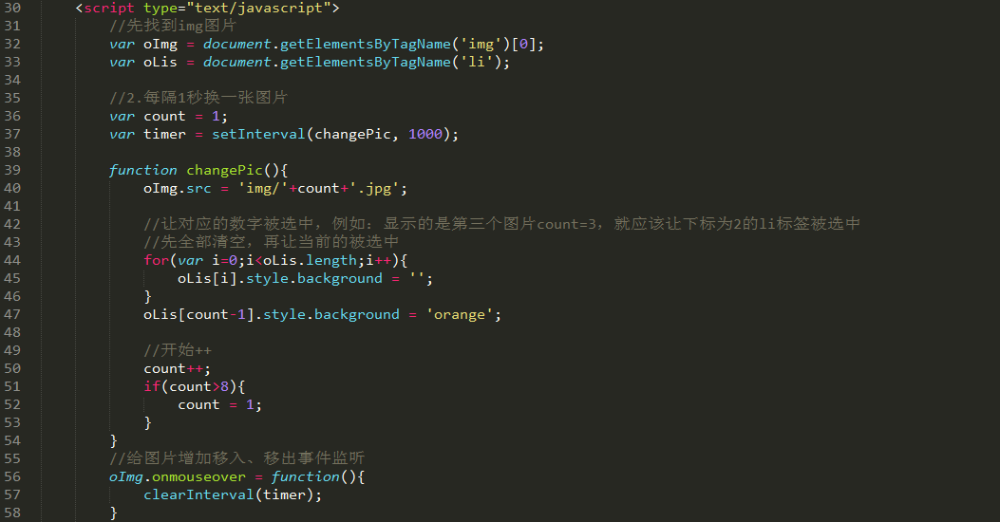 30 <script type="text/javascript">
31 //先找到img图片
32 var oImg = document.getElementsByTagName('img')[0];
33 var oLis = document.getElementsByTagName('li');
34
35 //2.每隔1秒换一张图片
36 var count = 1;
37 var timer = setInterval(changePic, 1000);
38
39 function changePic(){
40 oImg.src = 'img/'+count+'.jpg';
41
42 //让对应的数字被选中，例如：显示的是第三个图片count=3，就应该让下标为2的li标签被选中
43 //先全部清空，再让当前的被选中
44 for(var i=0;i<oLis.length;i++){
45 oLis[i].style.background = '';
46 }
47 oLis[count-1].style.background = 'orange';
48
49 //开始++
50 count++;
51 if(count>8){
52 count = 1;
53 }
54 }
55 //给图片增加移入、移出事件监听
56 oImg.onmouseover = function(){
57 clearInterval(timer);
58 }